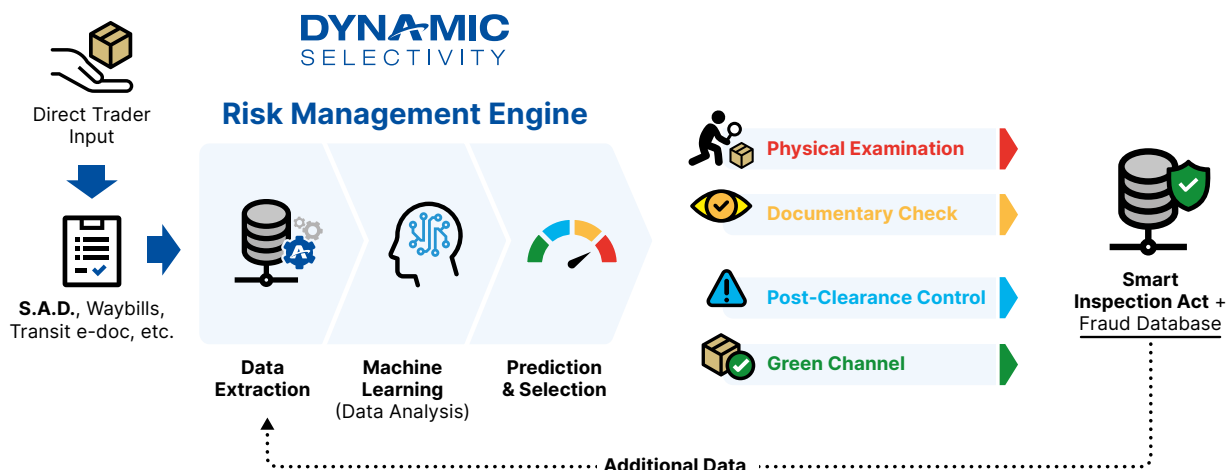 DYNAMIC
SELECTIVITY
Direct Trader
Input
S.A.D., Waybills,
Transit e-doc, etc.
Risk Management Engine
Data
Extraction
Machine
Learning
(Data Analysis)
Prediction
& Selection
Physical Examination
Documentary Check
Post-Clearance Control
Green Channel
Smart
Inspection Act +
Fraud Database
Additional Data